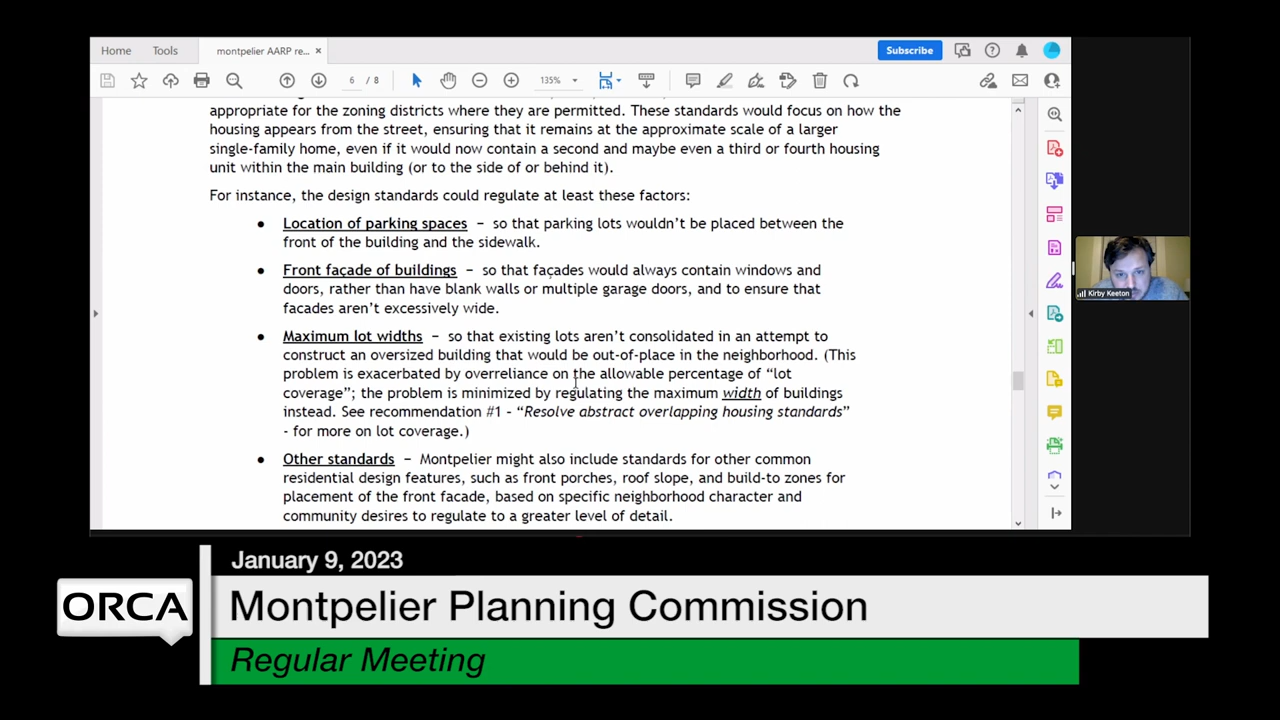 Home
Tools
montpelier AARP re... ×
Subscribe
6 / 8
135%
appropriate for the zoning districts where they are permitted. These standards would focus on how the
housing appears from the street, ensuring that it remains at the approximate scale of a larger
single-family home, even if it would now contain a second and maybe even a third or fourth housing
unit within the main building (or to the side of or behind it).
For instance, the design standards could regulate at least these factors:
● Location of parking spaces – so that parking lots wouldn't be placed between the
front of the building and the sidewalk.
● Front façade of buildings – so that façades would always contain windows and
doors, rather than have blank walls or multiple garage doors, and to ensure that
facades aren't excessively wide.
● Maximum lot widths – so that existing lots aren't consolidated in an attempt to
construct an oversized building that would be out-of-place in the neighborhood. (This
problem is exacerbated by overreliance on the allowable percentage of “lot
coverage”; the problem is minimized by regulating the maximum width of buildings
instead. See recommendation #1 – “Resolve abstract overlapping housing standards”
- for more on lot coverage.)
● Other standards – Montpelier might also include standards for other common
residential design features, such as front porches, roof slope, and build-to zones for
placement of the front facade, based on specific neighborhood character and
community desires to regulate to a greater level of detail.
Kirby Keeton
January 9, 2023
ORCA
Montpelier Planning Commission
Regular Meeting